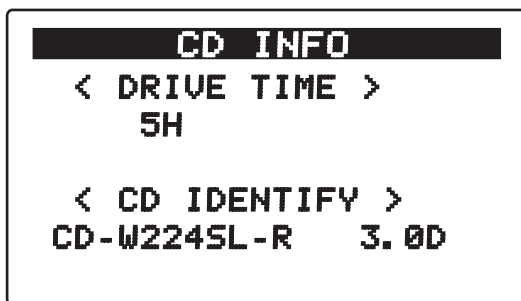 CD INFO
< DRIVE TIME >
5H
< CD IDENTIFY >
CD-W224SL-R 3.0D